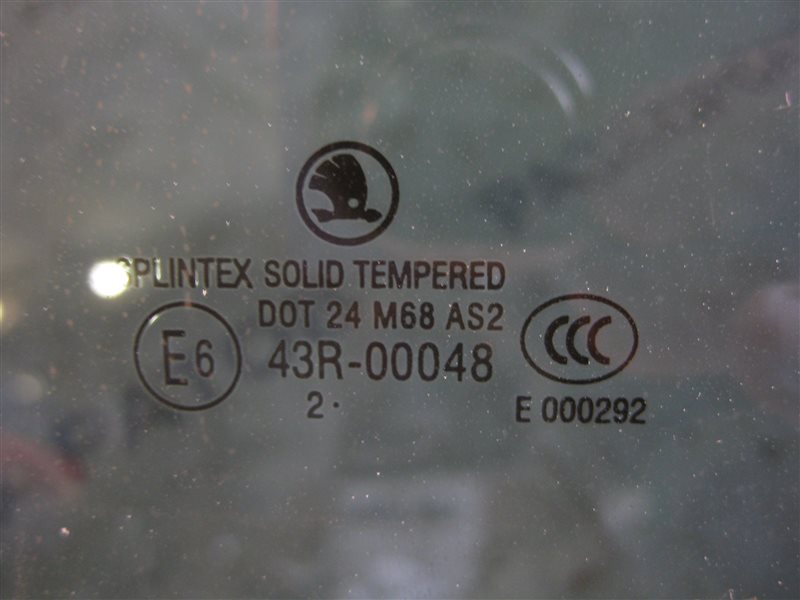 SPLINTEX SOLID TEMPERED
DOT 24 M68 AS2
E6 43R-00048 CCC
2· E 000292